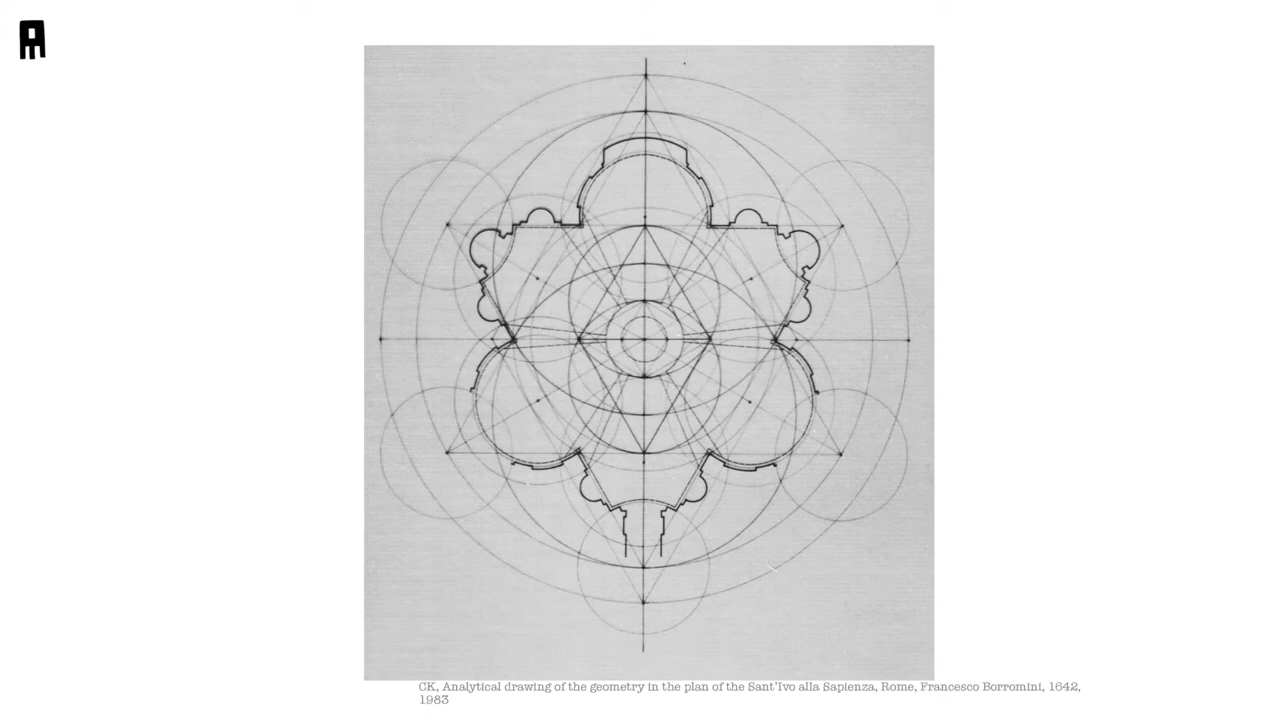 CK, Analytical drawing of the geometry in the plan of the Sant'Ivo alla Sapienza, Rome, Francesco Borromini, 1642,
1983